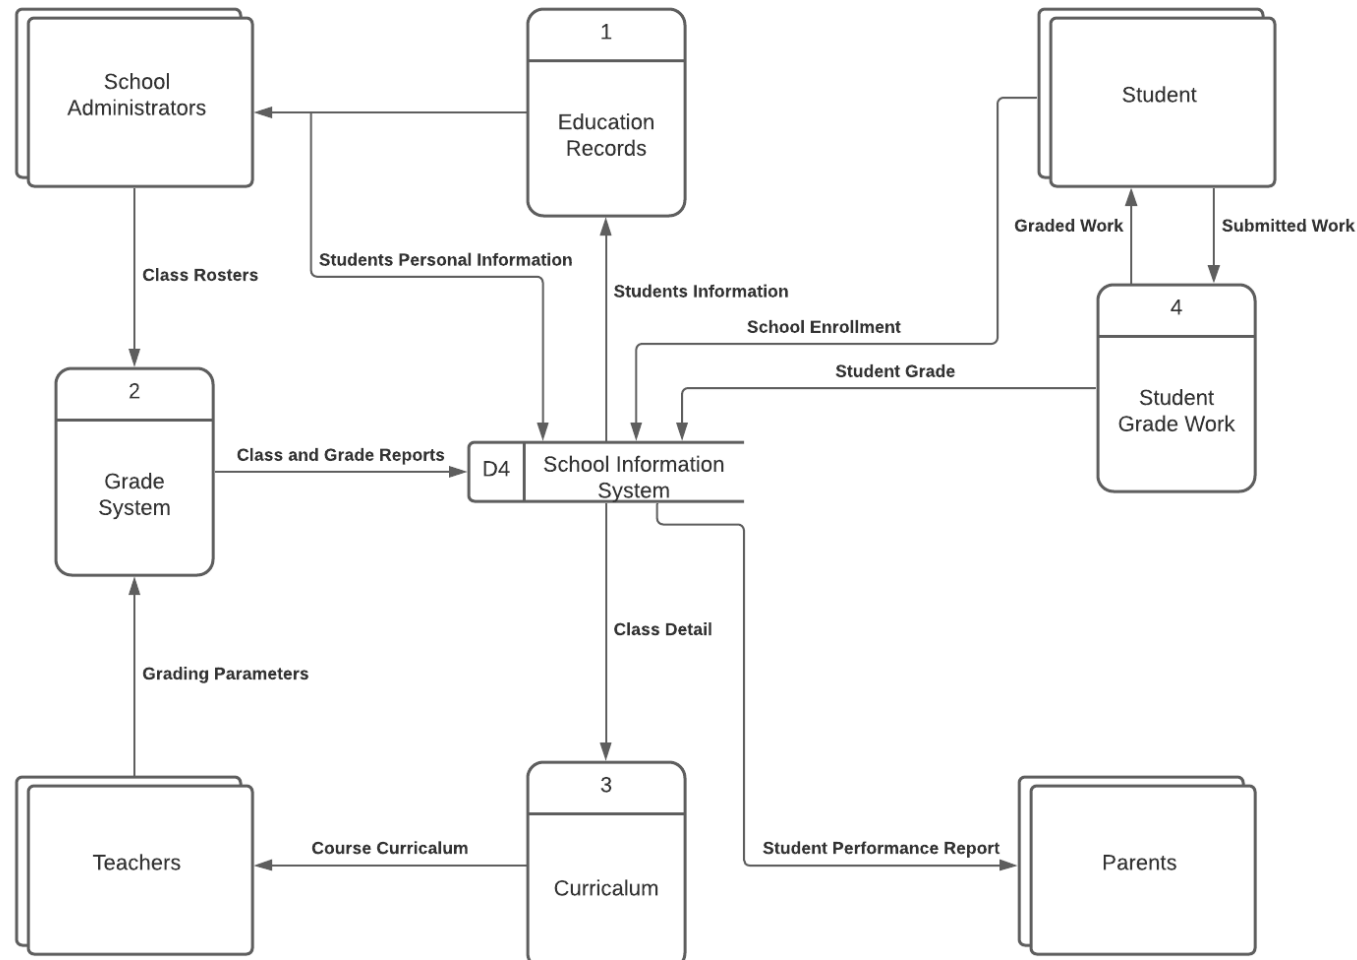 1
School
Administrators
Student
Education
Records
Graded Work
Submitted Work
Students Personal Information
Class Rosters
Students Information
4
School Enrollment
Student Grade
2
Student
Grade Work
Class and Grade Reports
D4
School Information
System
Grade
System
Class Detail
Grading Parameters
3
Course Curricalum
Student Performance Report
Teachers
Parents
Curricalum